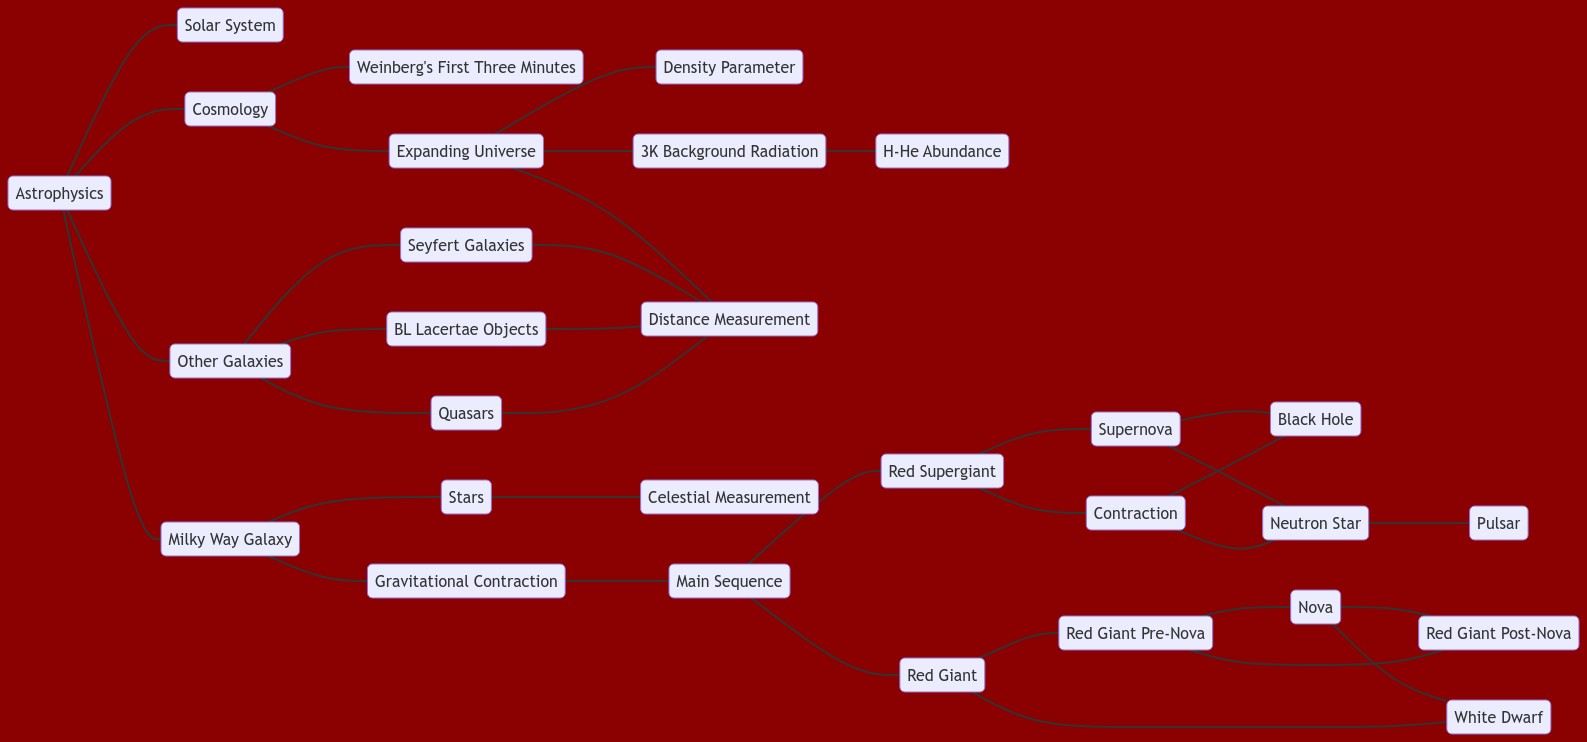 Solar System
Weinberg's First Three Minutes
Density Parameter
Cosmology
Expanding Universe
3K Background Radiation
H-He Abundance
Astrophysics
Seyfert Galaxies
Distance Measurement
BL Lacertae Objects
Other Galaxies
Quasars
Black Hole
Supernova
Red Supergiant
Stars
Celestial Measurement
Contraction
Neutron Star
Pulsar
Milky Way Galaxy
Gravitational Contraction
Main Sequence
Nova
Red Giant Pre-Nova
Red Giant Post-Nova
Red Giant
White Dwarf